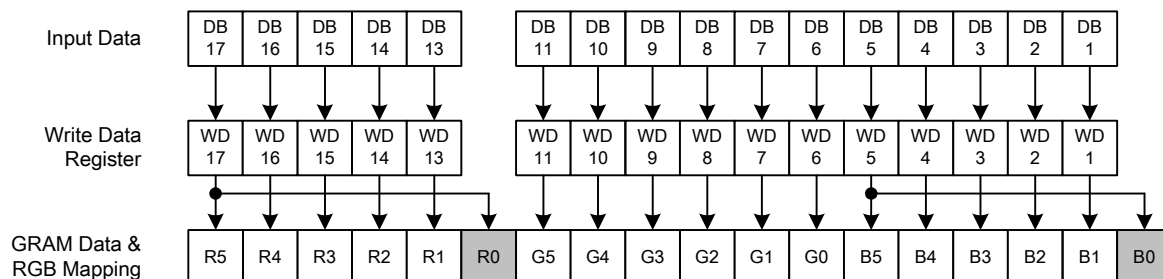 Input Data
DB DB DB DB DB DB DB DB DB DB DB DB DB DB DB DB
17 16 15 14 13 11 10 9 8 7 6 5 4 3 2 1
Write Data
Register
WD WD WD WD WD WD WD WD WD WD WD WD WD WD WD WD
17 16 15 14 13 11 10 9 8 7 6 5 4 3 2 1
GRAM Data &
RGB Mapping
R5 R4 R3 R2 R1 R0 G5 G4 G3 G2 G1 G0 B5 B4 B3 B2 B1 B0